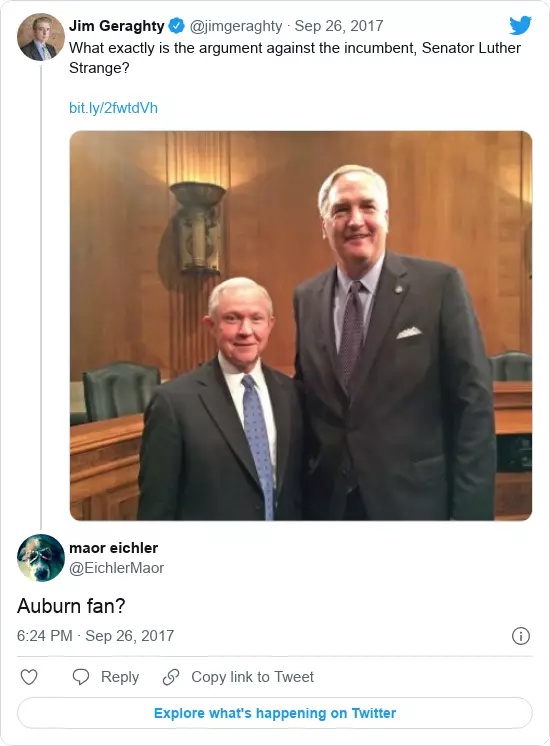 Jim Geraghty @jimgeraghty · Sep 26, 2017
What exactly is the argument against the incumbent, Senator Luther
Strange?
bit.ly/2fwtdVh
maor eichler
@EichlerMaor
Auburn fan?
6:24 PM · Sep 26, 2017
Reply
Copy link to Tweet
Explore what's happening on Twitter